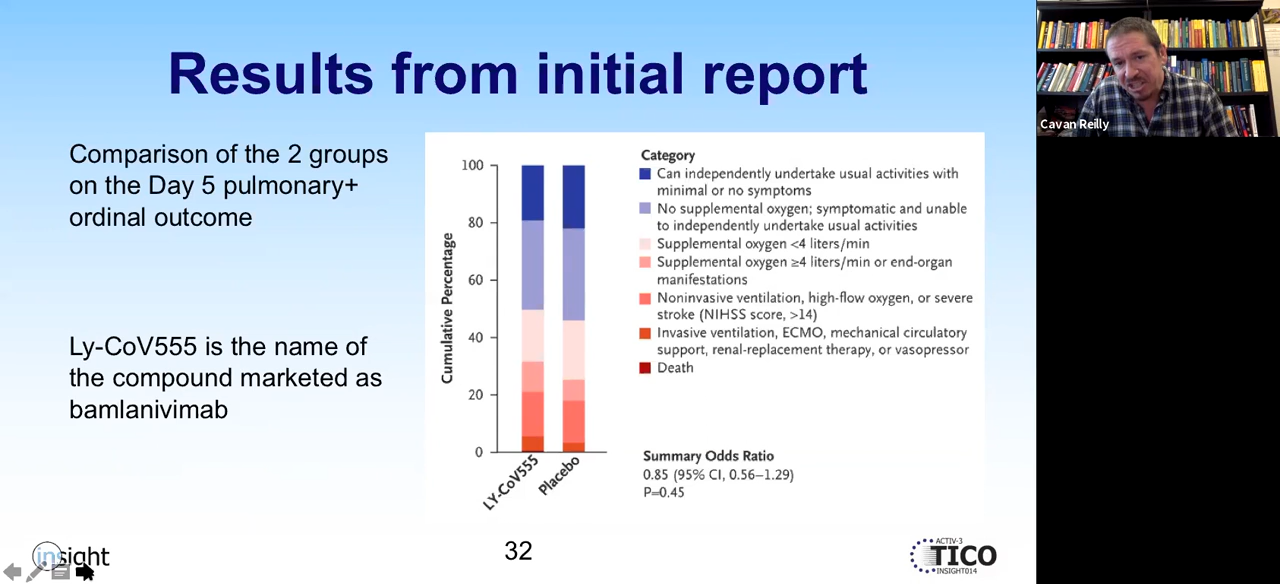 Results from initial report
Cavan Reilly
Comparison of the 2 groups
on the Day 5 pulmonary+
ordinal outcome
Ly-CoV555 is the name of
the compound marketed as
bamlanivimab
Cumulative Percentage
100
80
60
40
20
0
LY-CoV555
Placebo
Category
Can independently undertake usual activities with
minimal or no symptoms
No supplemental oxygen; symptomatic and unable
to independently undertake usual activities
Supplemental oxygen <4 liters/min
Supplemental oxygen ≥4 liters/min or end-organ
manifestations
Noninvasive ventilation, high-flow oxygen, or severe
stroke (NIHSS score, >14)
Invasive ventilation, ECMO, mechanical circulatory
support, renal-replacement therapy, or vasopressor
Death
Summary Odds Ratio
0.85 (95% CI, 0.56–1.29)
P=0.45
insight
32
ACTIV-3
TICO
INSIGHT014